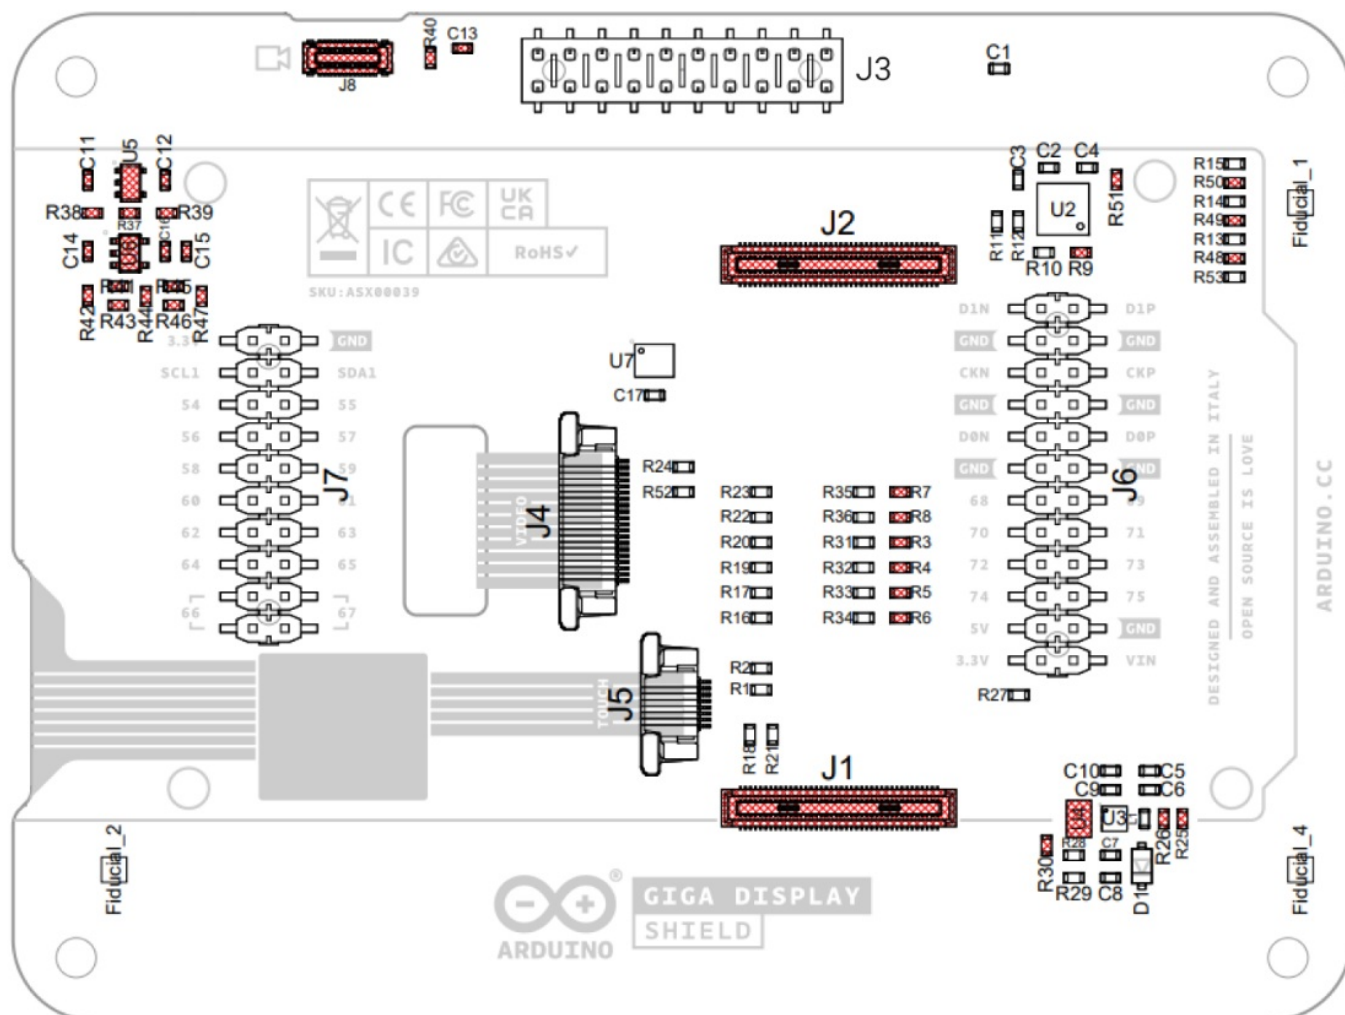 R40
C13
J8
J3
C1
C11
U5
C12
R38
R37
R39
C14
C16
C15
R42
R43
R44
R46
R47
CE
FC
UK
CA
IC
RoHS✓
SKU:ASX00039
J2
C3
C2
C4
U2
R51
R11
R12
R10
R9
R15
R50
R14
R49
R13
R48
R53
Fiducial_1
GND
SCL1
SDA1
54
55
56
57
58
59
60
62
63
64
65
66
67
J7
U7
C17
VIDEO
J4
R24
R52
R23
R22
R20
R19
R17
R16
R35
R7
R36
R8
R31
R3
R32
R4
R33
R5
R34
R6
R2
R1
TOUCH
J5
R18
R21
D1N
D1P
GND
GND
CKN
CKP
GND
GND
D0N
D0P
GND
68
70
71
72
73
74
75
5V
GND
3.3V
VIN
J6
R27
DESIGNED AND ASSEMBLED IN ITALY
OPEN SOURCE IS LOVE
ARDUINO.CC
J1
C10
C5
C9
C6
U3
R26
R25
R30
R28
C7
R29
C8
D1
Fiducial_2
Fiducial_4
ARDUINO
®
GIGA DISPLAY
SHIELD